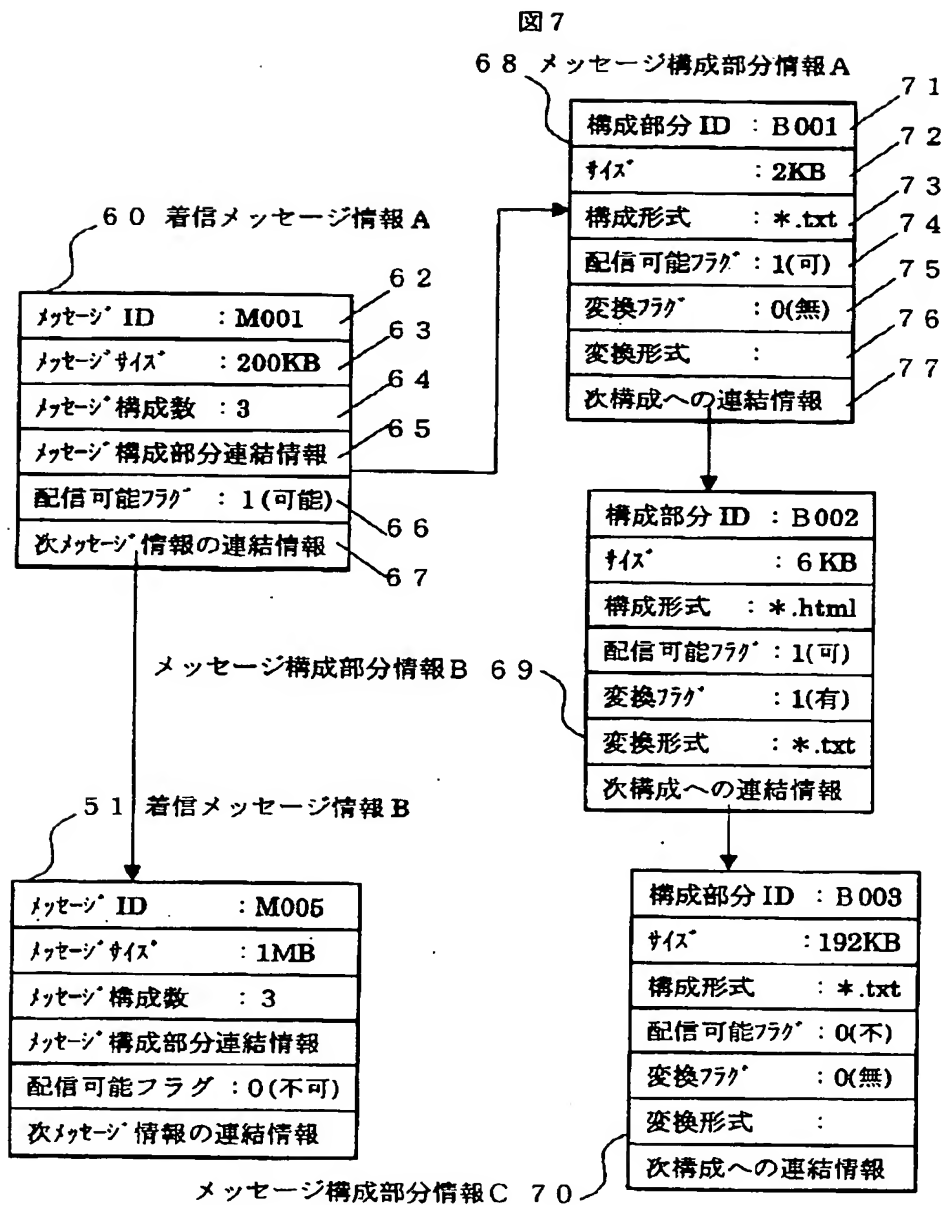 図7
68 メッセージ構成部分情報A
構成部分ID : B001
サイズ : 2KB
構成形式 : *.txt
配信可能フラグ : 1(可)
変換フラグ : 0(無)
変換形式 :
次構成への連結情報
71
72
73
74
75
76
77
60 着信メッセージ情報A
メッセージID : M001
メッセージサイズ : 200KB
メッセージ構成数 : 3
メッセージ構成部分連結情報
配信可能フラグ : 1(可能)
次メッセージ情報の連結情報
62
63
64
65
66
67
メッセージ構成部分情報B 69
構成部分ID : B002
サイズ : 6KB
構成形式 : *.html
配信可能フラグ : 1(可)
変換フラグ : 1(有)
変換形式 : *.txt
次構成への連結情報
51 着信メッセージ情報B
メッセージID : M005
メッセージサイズ : 1MB
メッセージ構成数 : 3
メッセージ構成部分連結情報
配信可能フラグ : 0(不可)
次メッセージ情報の連結情報
構成部分ID : B003
サイズ : 192KB
構成形式 : *.txt
配信可能フラグ : 0(不)
変換フラグ : 0(無)
変換形式 :
次構成への連結情報
メッセージ構成部分情報C 70